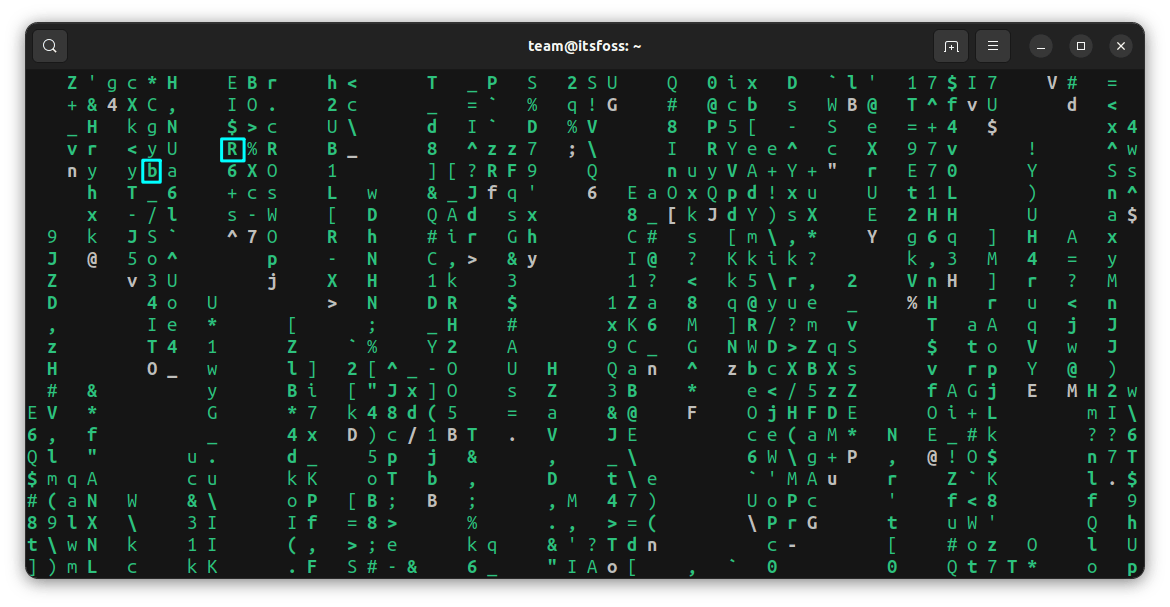 team@itsfoss: ~
Z ' g c * H E B r h < T _ P S 2 S U Q 0 i x D ` l ' 1 7 $ I 7 V # =
+ & 4 X C , I O . 2 c _ = ` % q ! G # @ c b s W B @ T ^ f v U d <
_ H k g N $ > c U \ d I ` D % V 8 P 5 [ - S e = + 4 $ x 4
v r < y U R % R B _ 8 ^ z z 7 ; \ I R Y e e ^ c X 9 7 v ! ^ w
n y y b a 6 X O 1 ] [ ? R F 9 Q n y V A + Y + " r E 7 0 Y S s
h T _ 6 + c s L w & _ J f q ' 6 E a O u Q p d ! x u U t 1 L ) n ^
x - / l s - W [ D Q A d s x 8 _ [ k J d Y ) s X E 2 H H U a $
9 k J S ` ^ 7 O R h # i r G h C # s [ m \ , * Y g 6 q ] H A x
J @ 5 o ^ p - N C , > & y I @ ? K k i k ? k , 3 M 4 = y
Z v 3 U j X H 1 k 3 1 ? < k 5 \ r , 2 V n H ] r ? M
D 4 o U > N D R $ 1 Z a 8 q @ y u e _ % H r u < n
, I e * [ ; _ H # x K 6 M ] R / ? m v T a A q j J
z T 4 1 Z ` % Y 2 A 9 C _ G N W D > Z q S $ t o V w J
H O _ w l ] 2 [ ^ _ - O U H Q a n ^ z b c X B X S v r p Y @ )
# & y B i [ " J x ] O s Z 3 B * e < / 5 z Z f A G j E M H 2 w
E V * G * 7 k 4 8 d ( 5 = a & @ F O j H F D E O i + L m I \
6 , f _ 4 x D ) c / 1 B T . V J E c e ( a M * N E _ # k ? ? 6
Q l " u . d _ 5 p j & , _ \ 6 W \ g + P , @ ! O $ n 7 T
$ m q A c u k K [ o T b , D t \ e ` ' M A u r Z ` K l . $
# ( a N W & \ o P [ B ; B ; , M 4 7 ) U o A c ' f < 8 f 9
8 9 l X \ 3 I I f = 8 > % . , > = ( \ P P r G t u W ' Q h
t \ w N k 1 I ( , > ; e k q & ' ? T d n c - [ # o z O l U
] ) m L c k K . F S # - & 6 _ " I A o [ , ` 0 0 Q t 7 T * o p